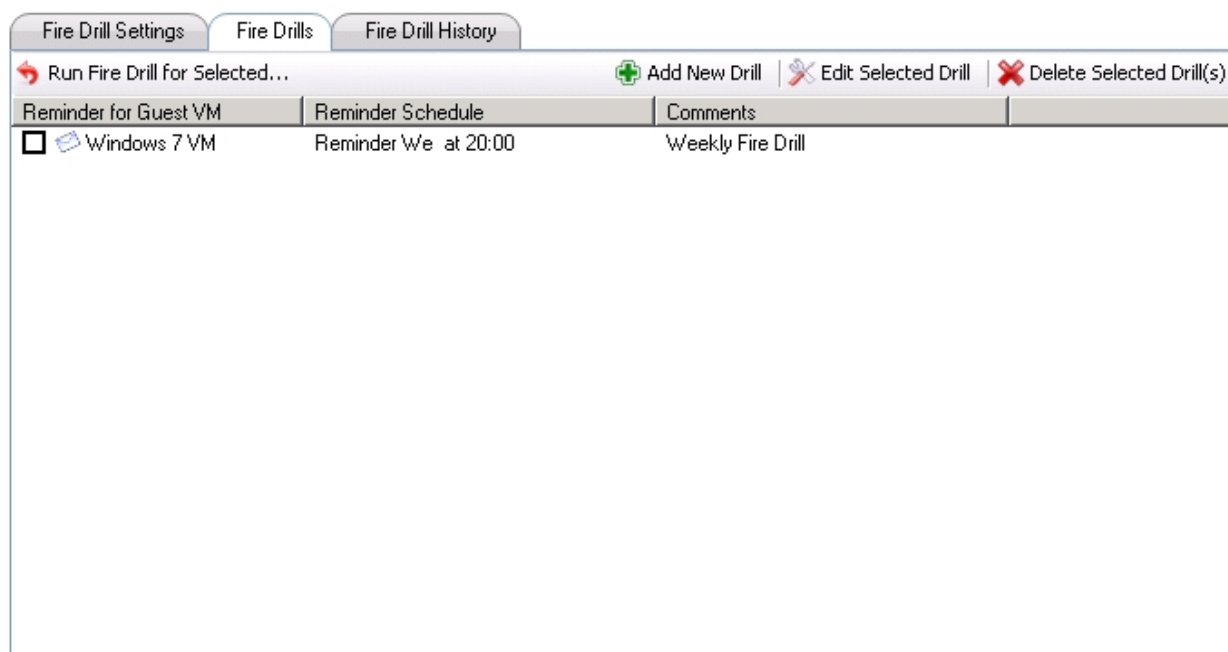 Fire Drill Settings Fire Drills Fire Drill History
Run Fire Drill for Selected... Add New Drill Edit Selected Drill Delete Selected Drill(s)
Reminder for Guest VM Reminder Schedule Comments
Windows 7 VM Reminder We at 20:00 Weekly Fire Drill